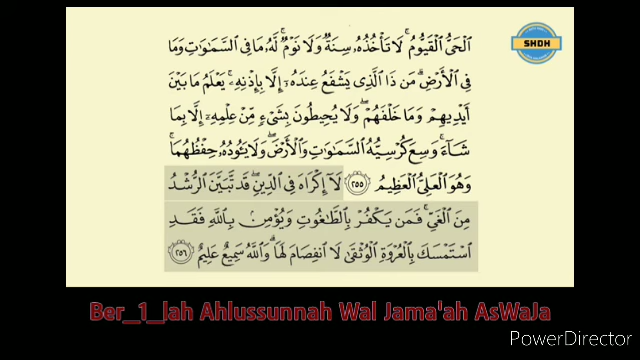 ٱلۡحَيُّ ٱلۡقَيُّومُۚ لَا تَأۡخُذُهُۥ سِنَةٞ وَلَا نَوۡمٞۚ لَّهُۥ مَا فِي ٱلسَّمَٰوَٰتِ وَمَا
فِي ٱلۡأَرۡضِۗ مَن ذَا ٱلَّذِي يَشۡفَعُ عِندَهُۥٓ إِلَّا بِإِذۡنِهِۦۚ يَعۡلَمُ مَا بَيۡنَ
أَيۡدِيهِمۡ وَمَا خَلۡفَهُمۡۖ وَلَا يُحِيطُونَ بِشَيۡءٖ مِّنۡ عِلۡمِهِۦٓ إِلَّا بِمَا
شَآءَۚ وَسِعَ كُرۡسِيُّهُ ٱلسَّمَٰوَٰتِ وَٱلۡأَرۡضَۖ وَلَا يَـُٔودُهُۥ حِفۡظُهُمَاۚ
وَهُوَ ٱلۡعَلِيُّ ٱلۡعَظِيمُ ٢٥٥ لَآ إِكۡرَاهَ فِي ٱلدِّينِۖ قَد تَّبَيَّنَ ٱلرُّشۡدُ
مِنَ ٱلۡغَيِّۚ فَمَن يَكۡفُرۡ بِٱلطَّٰغُوتِ وَيُؤۡمِنۢ بِٱللَّهِ فَقَدِ
ٱسۡتَمۡسَكَ بِٱلۡعُرۡوَةِ ٱلۡوُثۡقَىٰ لَا ٱنفِصَامَ لَهَاۗ وَٱللَّهُ سَمِيعٌ عَلِيمٌ ٢٥٦
SHDH
Ber_1_lah Ahlussunnah Wal Jama'ah AsWaJa
PowerDirector